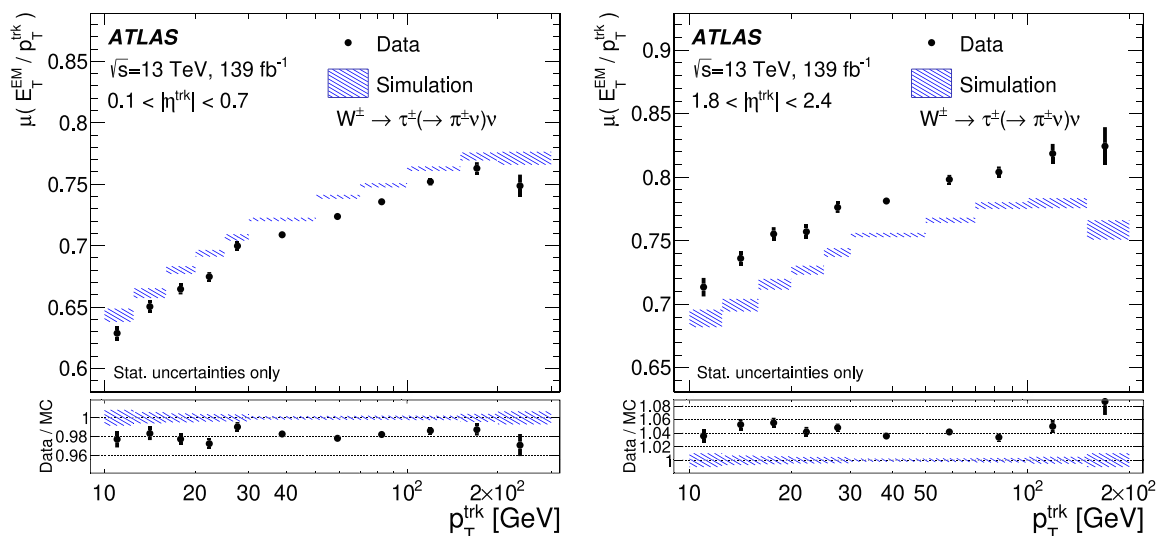 μ( E_T^EM / p_T^trk )
0.85
0.8
0.75
0.7
0.65
0.6
ATLAS
√s=13 TeV, 139 fb⁻¹
0.1 < |η^trk| < 0.7
Data
Simulation
W^± → τ^±(→ π^±ν)ν
Stat. uncertainties only
Data / MC
1
0.98
0.96
10
20
30
40
10²
2×10²
p_T^trk [GeV]
μ( E_T^EM / p_T^trk )
0.9
0.85
0.8
0.75
0.7
0.65
ATLAS
√s=13 TeV, 139 fb⁻¹
1.8 < |η^trk| < 2.4
Data
Simulation
W^± → τ^±(→ π^±ν)ν
Stat. uncertainties only
Data / MC
1.08
1.06
1.04
1.02
1
10
20
30
40
10²
2×10²
p_T^trk [GeV]